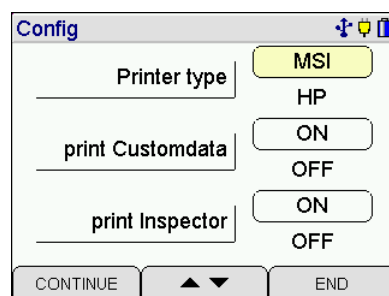 Config
Printer type
MSI
HP
print Customdata
ON
OFF
print Inspector
ON
OFF
CONTINUE
END